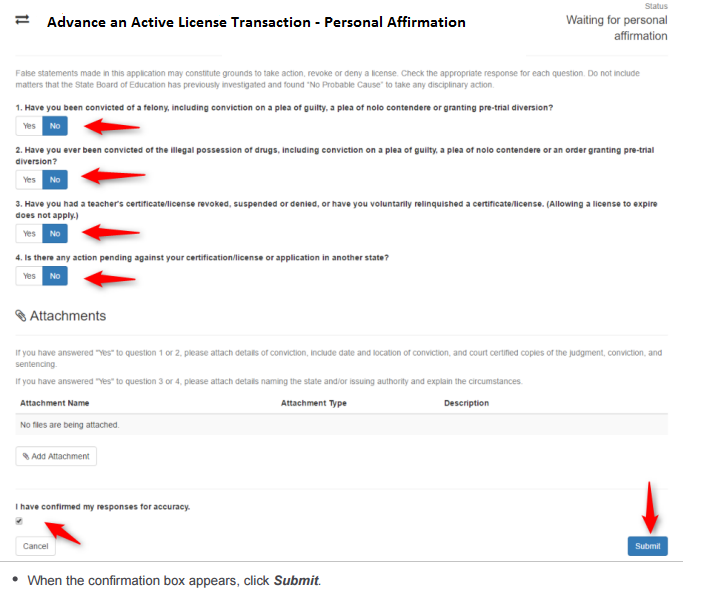 Status
Advance an Active License Transaction - Personal Affirmation
Waiting for personal
affirmation
False statements made in this application may constitute grounds to take action, revoke or deny a license. Check the appropriate response for each question. Do not include
matters that the State Board of Education has previously investigated and found "No Probable Cause" to take any disciplinary action.
1. Have you been convicted of a felony, including conviction on a plea of guilty, a plea of nolo contendere or granting pre-trial diversion?
Yes No
2. Have you ever been convicted of the illegal possession of drugs, including conviction on a plea of guilty, a plea of nolo contendere or an order granting pre-trial
diversion?
Yes No
3. Have you had a teacher's certificate/license revoked, suspended or denied, or have you voluntarily relinquished a certificate/license. (Allowing a license to expire
does not apply.)
Yes No
4. Is there any action pending against your certification/license or application in another state?
Yes No
Attachments
If you have answered "Yes" to question 1 or 2, please attach details of conviction, include date and location of conviction, and court certified copies of the judgment, conviction, and
sentencing.
If you have answered "Yes" to question 3 or 4, please attach details naming the state and/or issuing authority and explain the circumstances.
Attachment Name Attachment Type Description
No files are being attached.
Add Attachment
I have confirmed my responses for accuracy.
Cancel Submit
• When the confirmation box appears, click Submit.